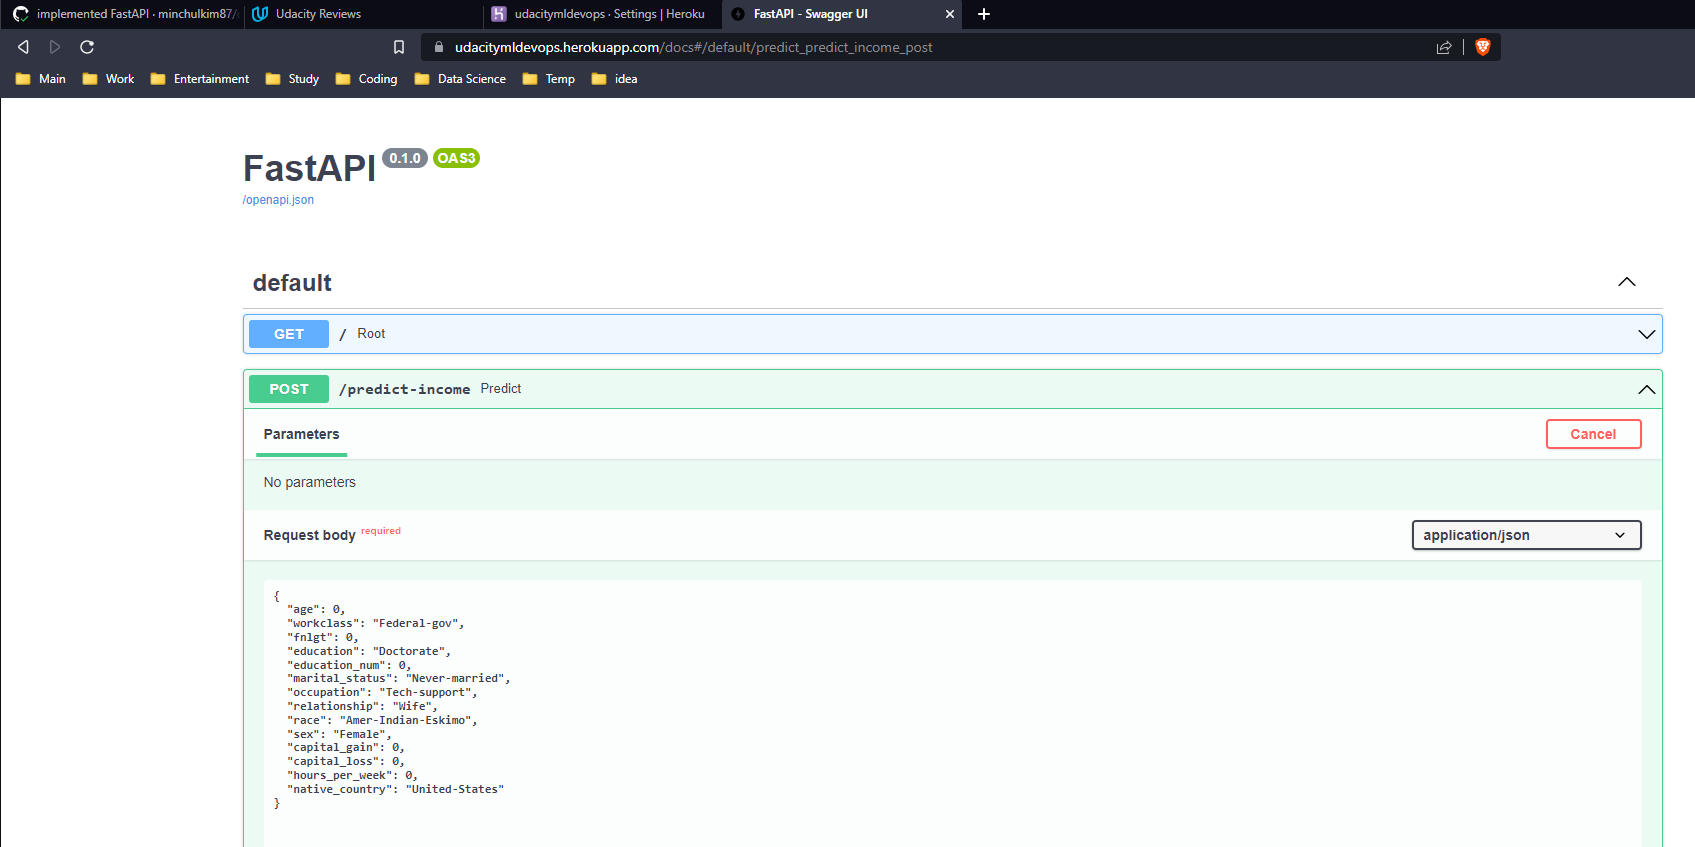 implemented FastAPI · minchulkim87/
Udacity Reviews
udacitymldevops · Settings | Heroku
FastAPI - Swagger UI
udacitymldevops.herokuapp.com/docs#/default/predict_predict_income_post
Main
Work
Entertainment
Study
Coding
Data Science
Temp
idea
FastAPI 0.1.0 OAS3
/openapi.json
default
GET / Root
POST /predict-income Predict
Parameters
Cancel
No parameters
Request body required
application/json
{
"age": 0,
"workclass": "Federal-gov",
"fnlgt": 0,
"education": "Doctorate",
"education_num": 0,
"marital_status": "Never-married",
"occupation": "Tech-support",
"relationship": "Wife",
"race": "Amer-Indian-Eskimo",
"sex": "Female",
"capital_gain": 0,
"capital_loss": 0,
"hours_per_week": 0,
"native_country": "United-States"
}